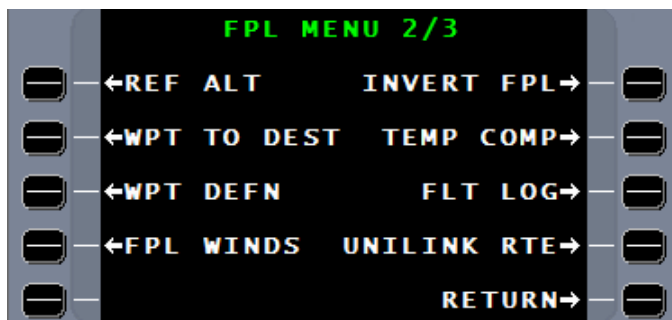 FPL MENU 2/3
←REF ALT INVERT FPL→
←WPT TO DEST TEMP COMP→
←WPT DEFN FLT LOG→
←FPL WINDS UNILINK RTE→
RETURN→